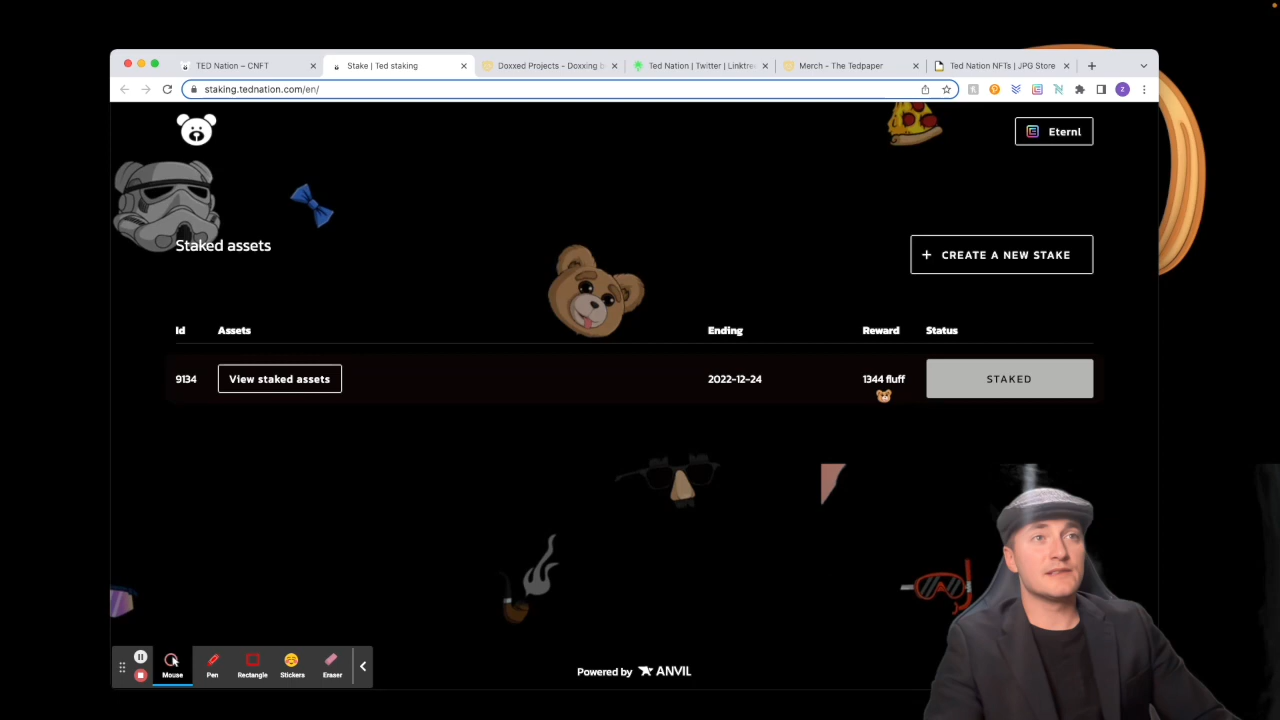 TED Nation – CNFT
Stake | Ted staking
Doxxed Projects - Doxxing b
Ted Nation | Twitter | Linktre
Merch - The Tedpaper
Ted Nation NFTs | JPG Store
staking.tednation.com/en/
Z
Eternl
Staked assets
+ CREATE A NEW STAKE
Id Assets Ending Reward Status
9134 View staked assets 2022-12-24 1344 fluff STAKED
Mouse Pen Rectangle Stickers Eraser
Powered by ANVIL